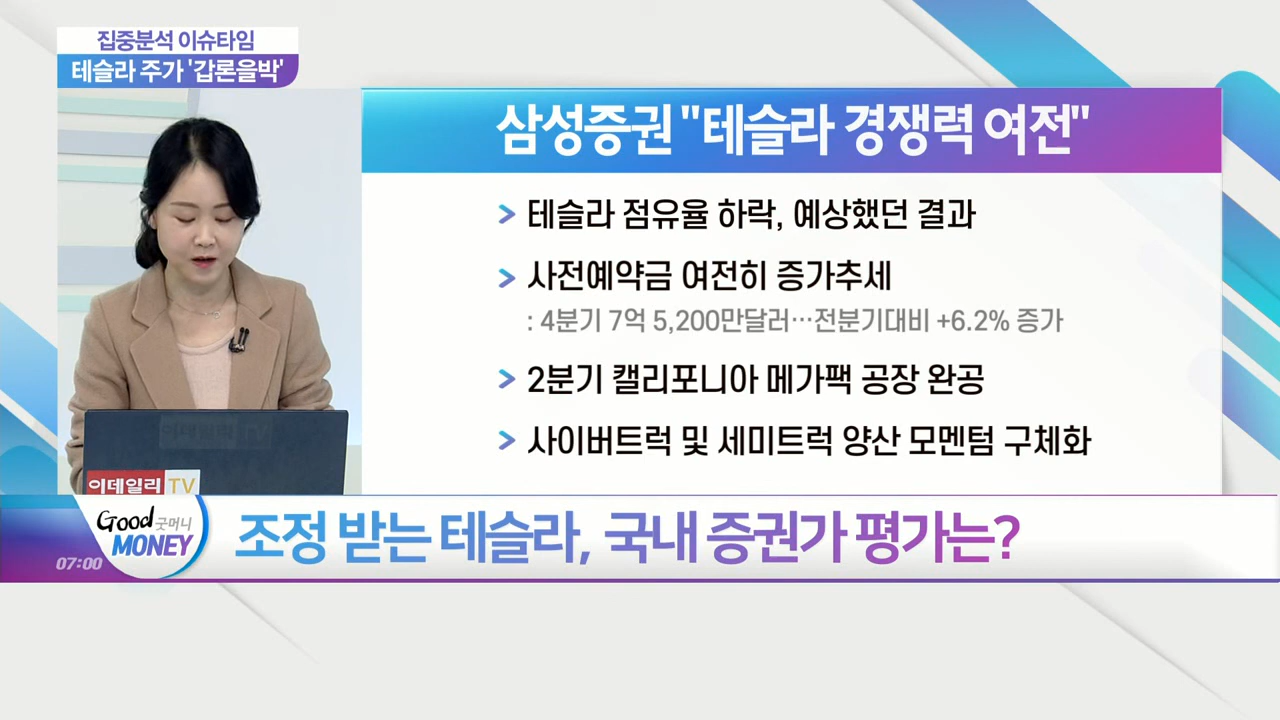 집중분석 이슈타임
테슬라 주가 '갑론을박'
삼성증권 "테슬라 경쟁력 여전"
> 테슬라 점유율 하락, 예상했던 결과
> 사전예약금 여전히 증가추세
: 4분기 7억 5,200만달러…전분기대비 +6.2% 증가
> 2분기 캘리포니아 메가팩 공장 완공
> 사이버트럭 및 세미트럭 양산 모멘텀 구체화
이데일리 TV
이데일리 TV
Good 굿머니
MONEY
07:00
조정 받는 테슬라, 국내 증권가 평가는?